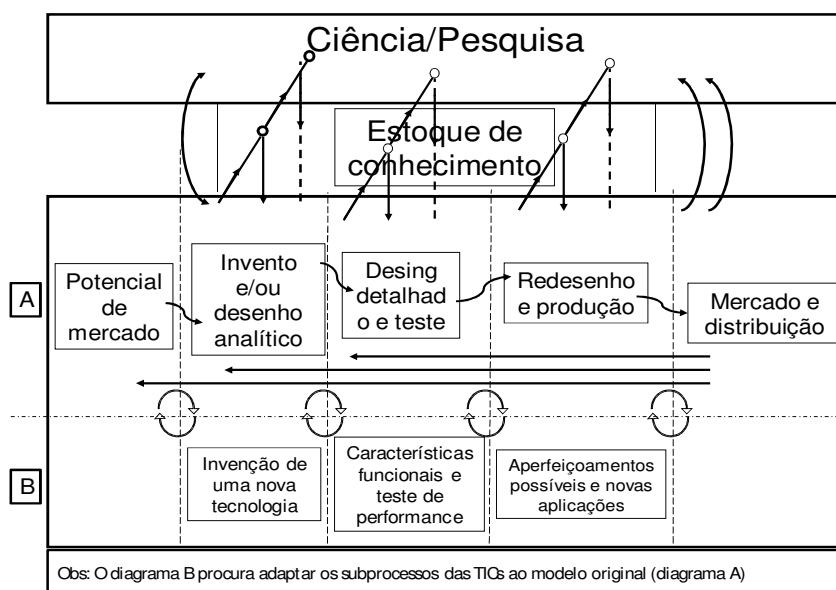 Ciência/Pesquisa
Estoque de
conhecimento
A
Potencial
de
mercado
Invento
e/ou
desenho
analítico
Desing
detalhad
o e teste
Redesenho
e produção
Mercado e
distribuição
B
Invenção de
uma nova
tecnologia
Características
funcionais e
teste de
performance
Aperfeiçoamentos
possíveis e novas
aplicações
Obs: O diagrama B procura adaptar os subprocessos das TICs ao modelo original (diagrama A)